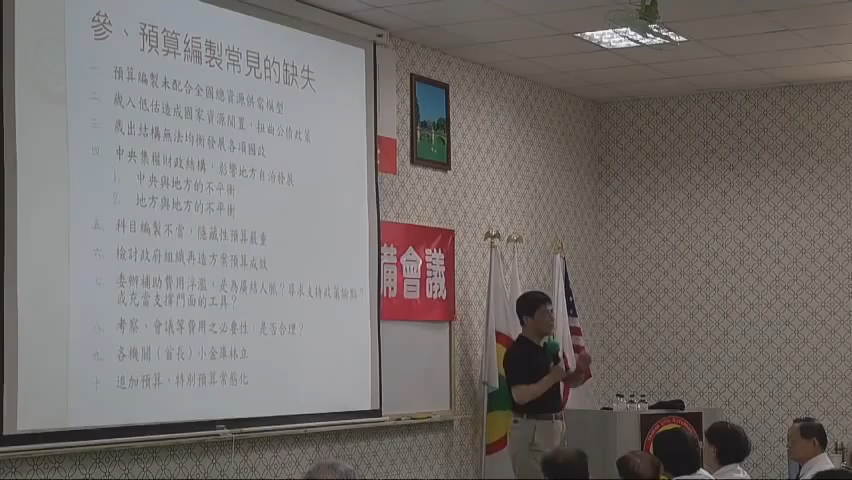 參、預算編製常見的缺失
一. 預算編製未配合全國總資源供需模型
二. 歲入低估造成國家資源閒置，扭曲公債政策
三. 歲出結構無法均衡發展各項國政
四. 中央集權財政結構，影響地方自治發展
1. 中央與地方的不平衡
2. 地方與地方的不平衡
五. 科目編製不當，隱藏性預算嚴重
六. 檢討政府組織再造方案預算成效
七. 委辦補助費用浮濫，是為廣結人脈？尋求支持政策論點？
或充當支撐門面的工具？
八. 考察、會議等費用之必要性，是否合理？
九. 各機關（首長）小金庫林立
十. 追加預算、特別預算常態化
備會議